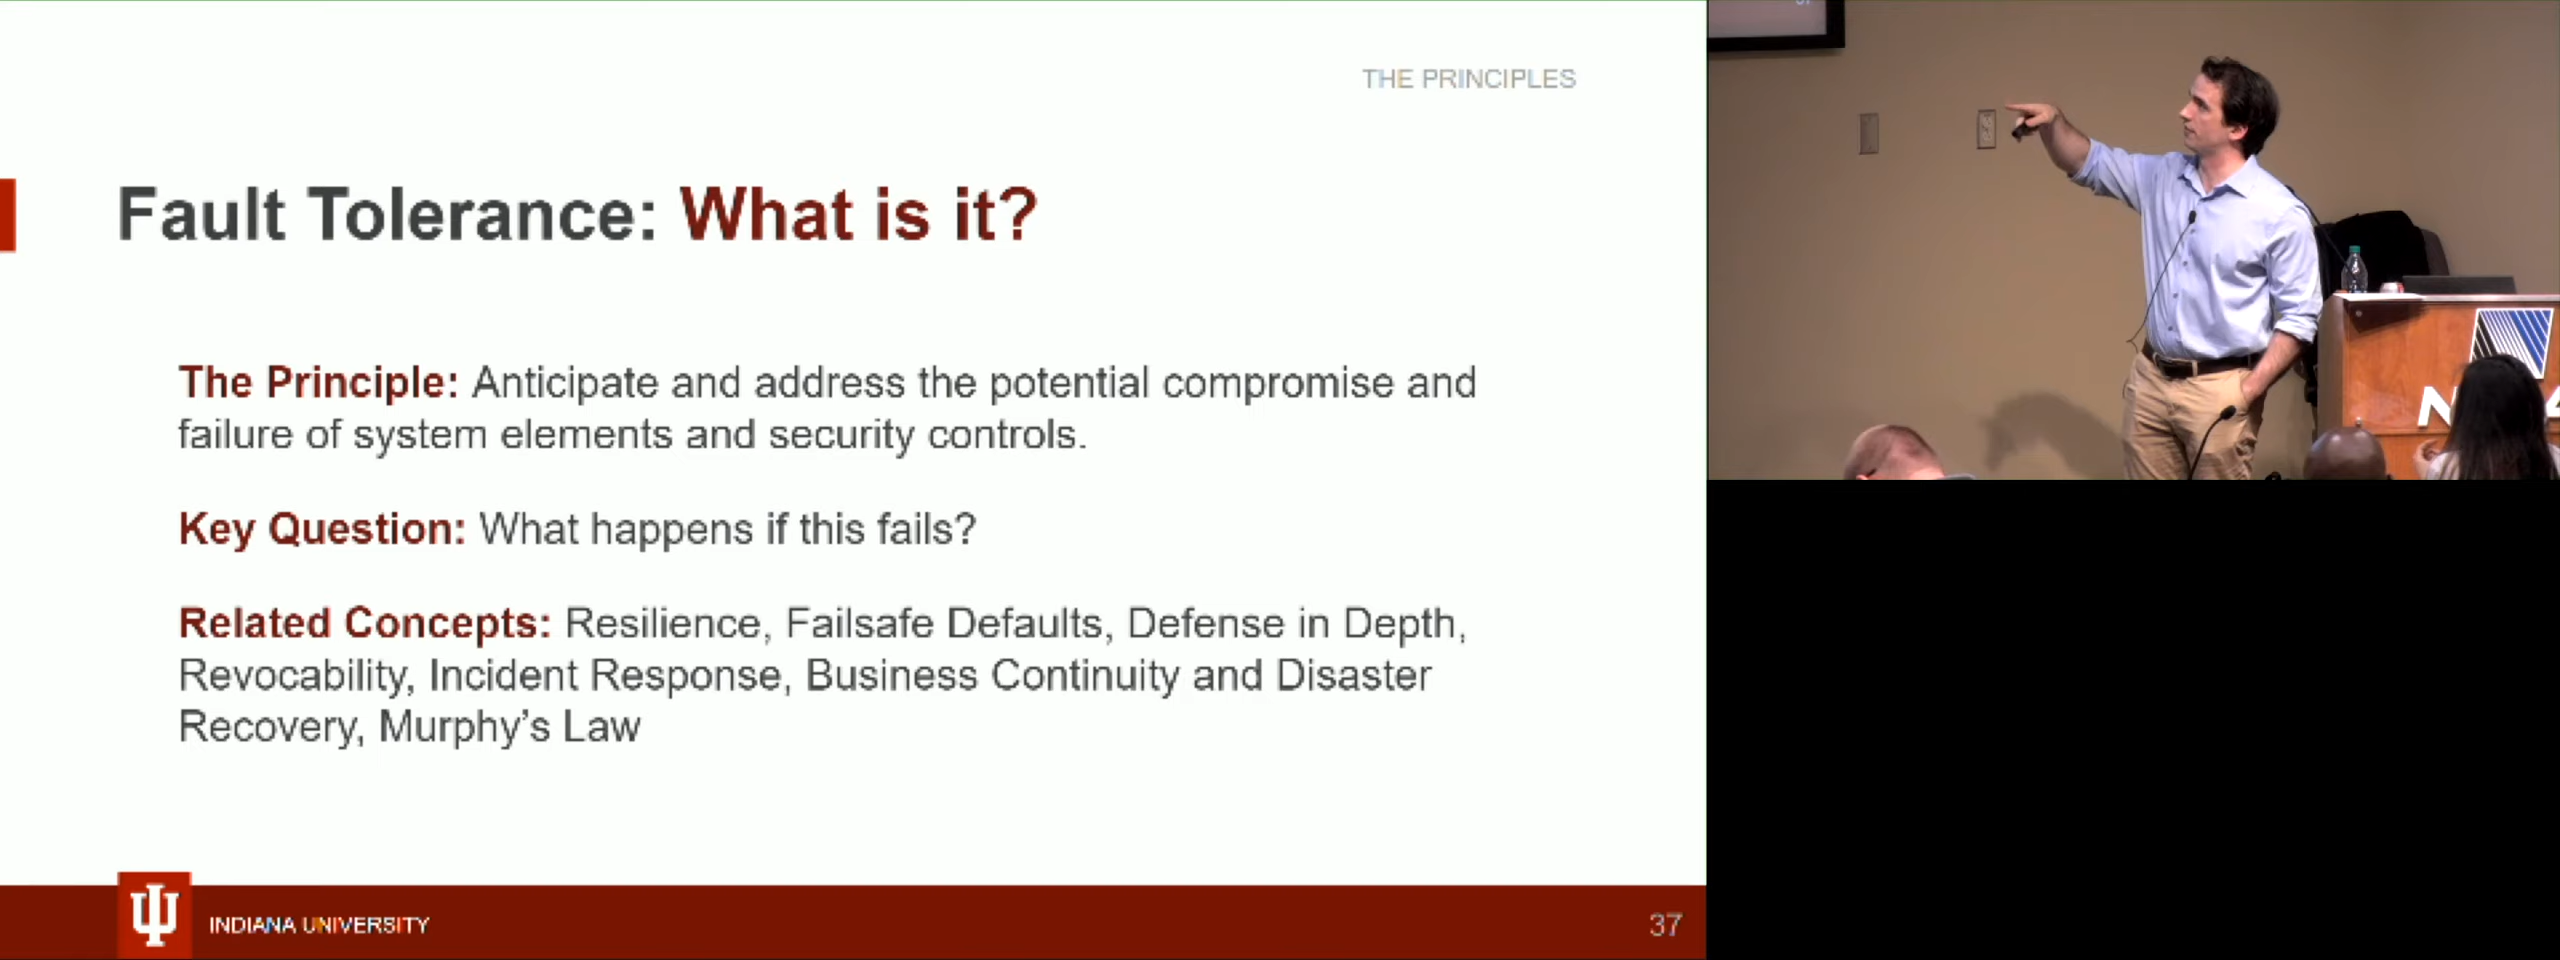 THE PRINCIPLES
Fault Tolerance: What is it?
The Principle: Anticipate and address the potential compromise and
failure of system elements and security controls.
Key Question: What happens if this fails?
Related Concepts: Resilience, Failsafe Defaults, Defense in Depth,
Revocability, Incident Response, Business Continuity and Disaster
Recovery, Murphy’s Law
INDIANA UNIVERSITY
37